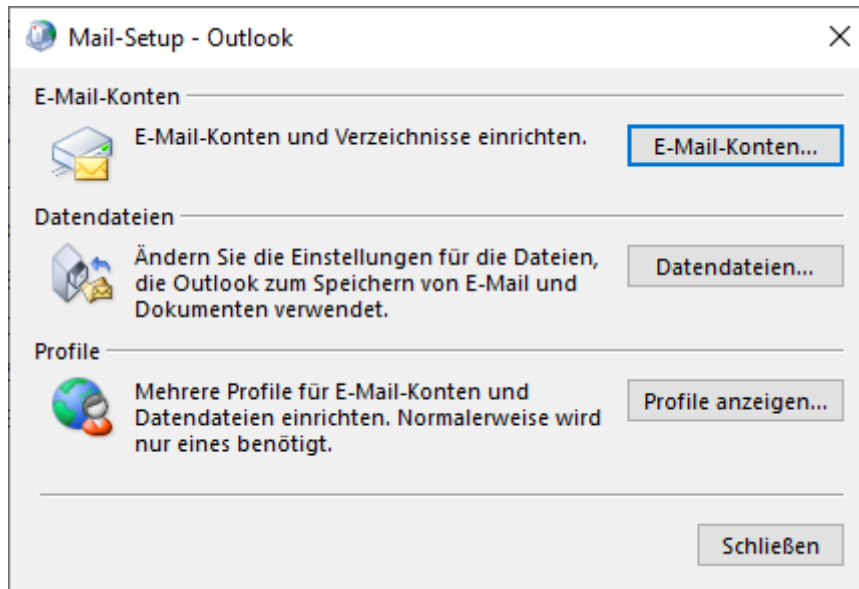 Mail-Setup - Outlook
E-Mail-Konten
E-Mail-Konten und Verzeichnisse einrichten.
E-Mail-Konten...
Datendateien
Ändern Sie die Einstellungen für die Dateien,
die Outlook zum Speichern von E-Mail und
Dokumenten verwendet.
Datendateien...
Profile
Mehrere Profile für E-Mail-Konten und
Datendateien einrichten. Normalerweise wird
nur eines benötigt.
Profile anzeigen...
Schließen